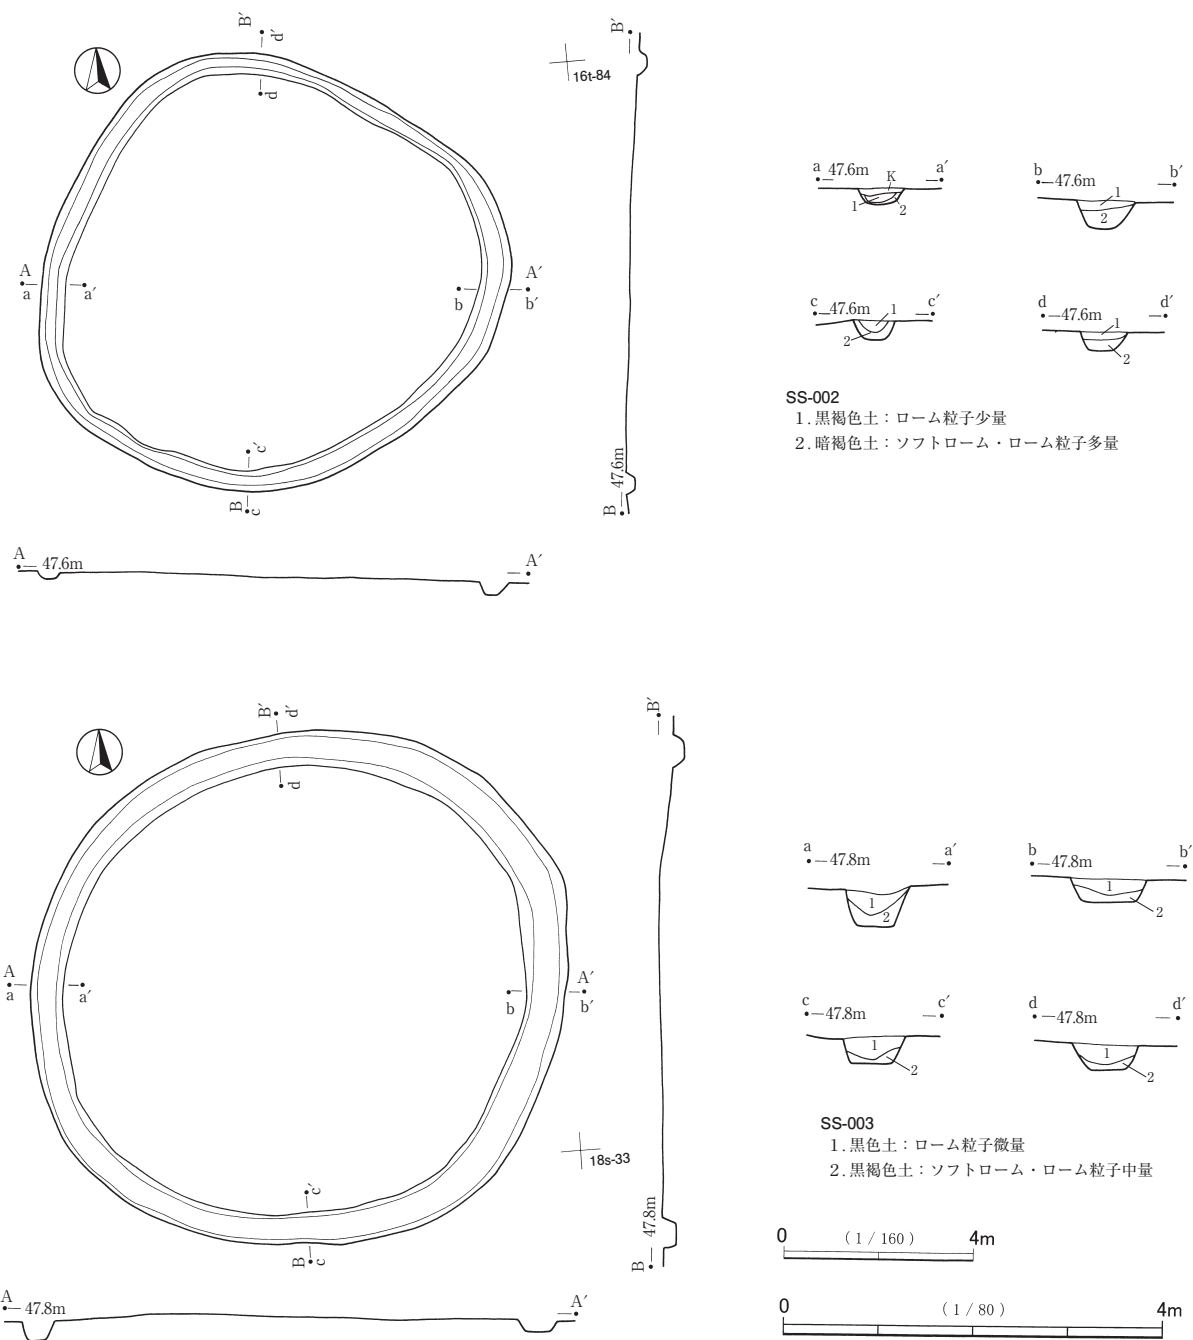 B′
d′
d
A
a
a′
A′
b
b′
c′
B
c
16t-84
B′
47.6m
B
A
47.6m
A′
a
47.6m
a′
K
1
2
b
47.6m
b′
1
2
c
47.6m
c′
1
2
d
47.6m
d′
1
2
SS-002
1.黒褐色土：ローム粒子少量
2.暗褐色土：ソフトローム・ローム粒子多量
B′
d′
d
A
a
a′
A′
b
b′
c′
B
c
18s-33
B′
47.8m
B
A
47.8m
A′
a
47.8m
a′
1
2
b
47.8m
b′
1
2
c
47.8m
c′
1
2
d
47.8m
d′
1
2
SS-003
1.黒色土：ローム粒子微量
2.黒褐色土：ソフトローム・ローム粒子中量
0
（1/160）
4m
0
（1/80）
4m